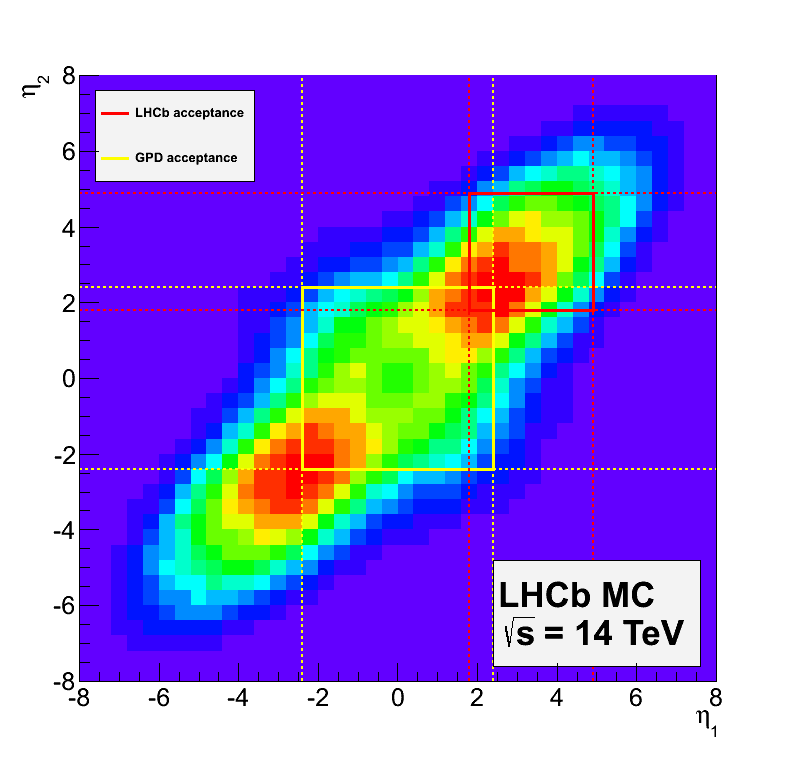 η2
8
6
4
2
0
-2
-4
-6
-8
LHCb acceptance
GPD acceptance
LHCb MC
√s = 14 TeV
-8 -6 -4 -2 0 2 4 6 8
η1